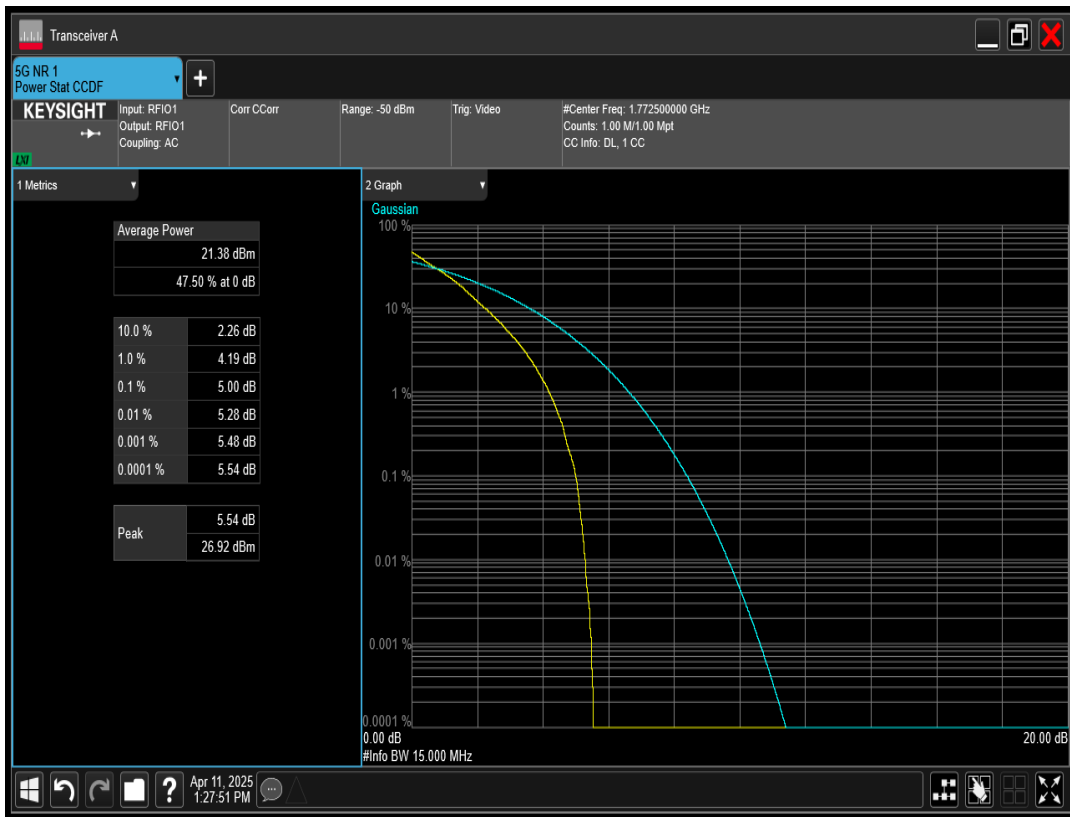 Transceiver A
5G NR 1
Power Stat CCDF
+
KEYSIGHT
LXI
Input: RFIO1
Output: RFIO1
Coupling: AC
Corr CCorr
Range: -50 dBm
Trig: Video
#Center Freq: 1.772500000 GHz
Counts: 1.00 M/1.00 Mpt
CC Info: DL, 1 CC
1 Metrics
Average Power
21.38 dBm
47.50 % at 0 dB
10.0 % 2.26 dB
1.0 % 4.19 dB
0.1 % 5.00 dB
0.01 % 5.28 dB
0.001 % 5.48 dB
0.0001 % 5.54 dB
Peak 5.54 dB
26.92 dBm
2 Graph
Gaussian
100 %
10 %
1 %
0.1 %
0.01 %
0.001 %
0.0001 %
0.00 dB 20.00 dB
#Info BW 15.000 MHz
? Apr 11, 2025
1:27:51 PM